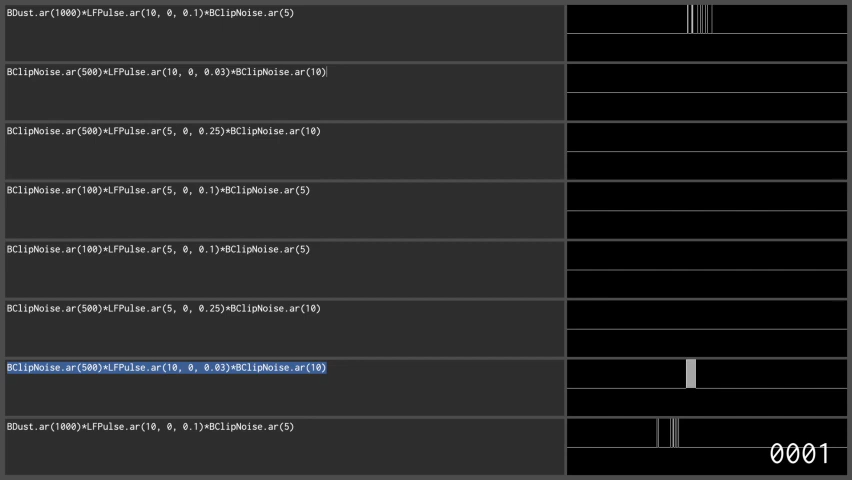 BDust.ar(1000)*LFPulse.ar(10, 0, 0.1)*BClipNoise.ar(5)
BClipNoise.ar(500)*LFPulse.ar(10, 0, 0.03)*BClipNoise.ar(10)
BClipNoise.ar(500)*LFPulse.ar(5, 0, 0.25)*BClipNoise.ar(10)
BClipNoise.ar(100)*LFPulse.ar(5, 0, 0.1)*BClipNoise.ar(5)
BClipNoise.ar(100)*LFPulse.ar(5, 0, 0.1)*BClipNoise.ar(5)
BClipNoise.ar(500)*LFPulse.ar(5, 0, 0.25)*BClipNoise.ar(10)
BClipNoise.ar(500)*LFPulse.ar(10, 0, 0.03)*BClipNoise.ar(10)
BDust.ar(1000)*LFPulse.ar(10, 0, 0.1)*BClipNoise.ar(5)
0001